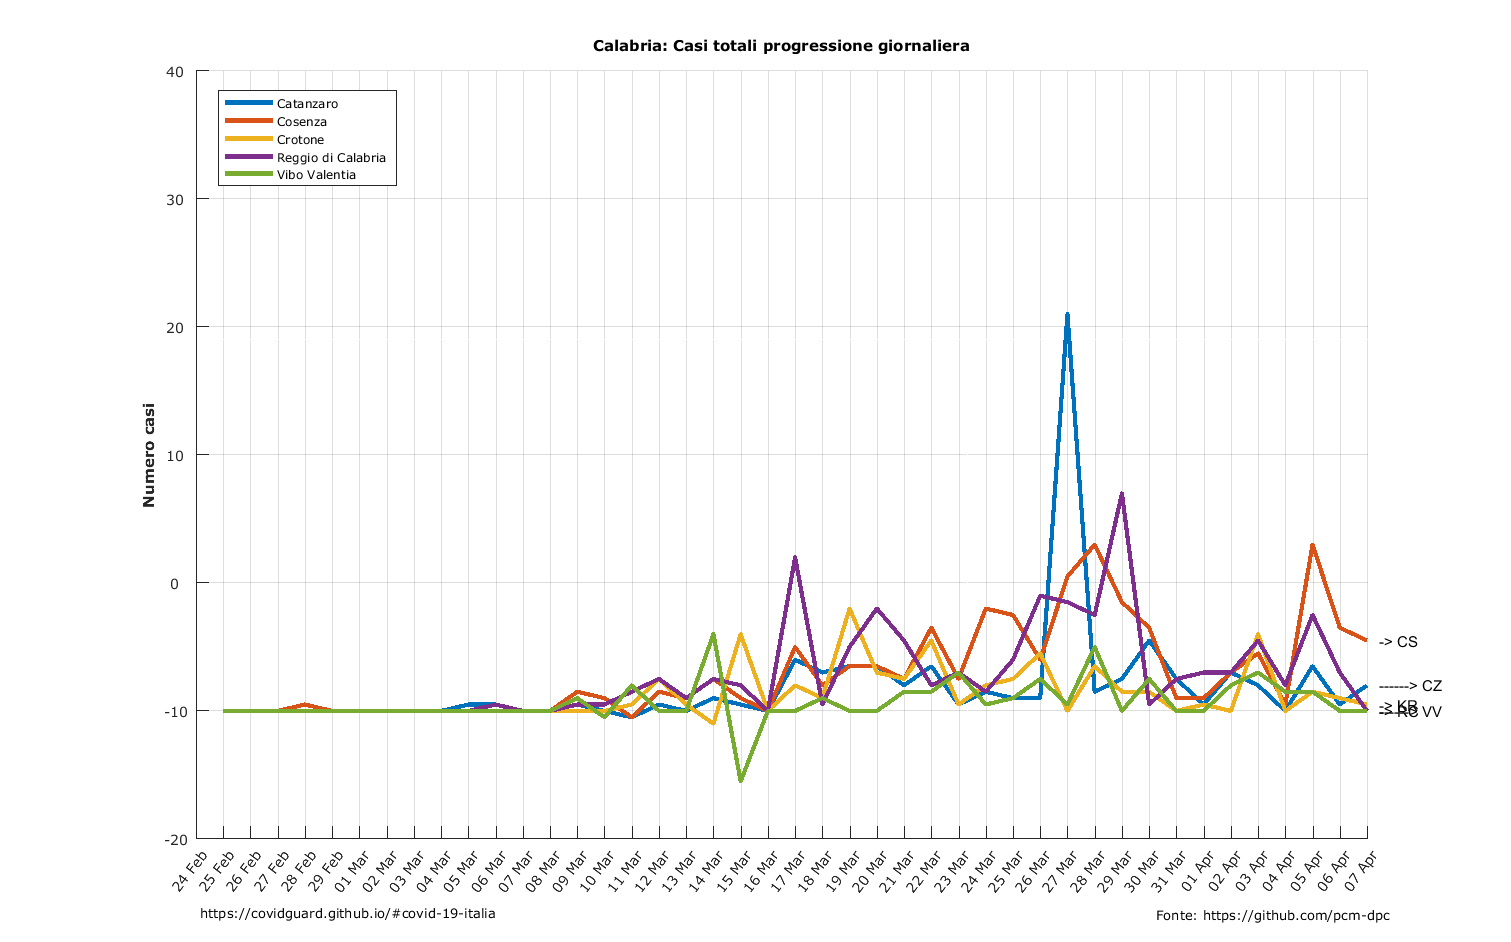 Calabria: Casi totali progressione giornaliera
40
30
20
10
0
-10
-20
Numero casi
Catanzaro
Cosenza
Crotone
Reggio di Calabria
Vibo Valentia
-> CS
------> CZ
-> KR
-> RC
VV
24 Feb
25 Feb
26 Feb
27 Feb
28 Feb
29 Feb
01 Mar
02 Mar
03 Mar
04 Mar
05 Mar
06 Mar
07 Mar
08 Mar
09 Mar
10 Mar
11 Mar
12 Mar
13 Mar
14 Mar
15 Mar
16 Mar
17 Mar
18 Mar
19 Mar
20 Mar
21 Mar
22 Mar
23 Mar
24 Mar
25 Mar
26 Mar
27 Mar
28 Mar
29 Mar
30 Mar
31 Mar
01 Apr
02 Apr
03 Apr
04 Apr
05 Apr
06 Apr
07 Apr
https://covidguard.github.io/#covid-19-italia
Fonte: https://github.com/pcm-dpc